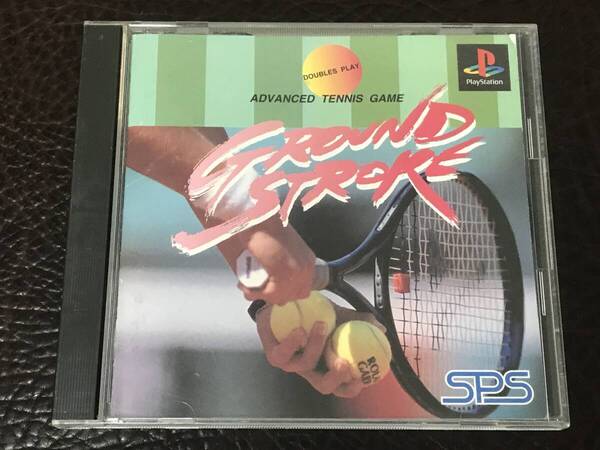 DOUBLES PLAY
ADVANCED TENNIS GAME
PlayStation
GROUND
STROKE
SPS